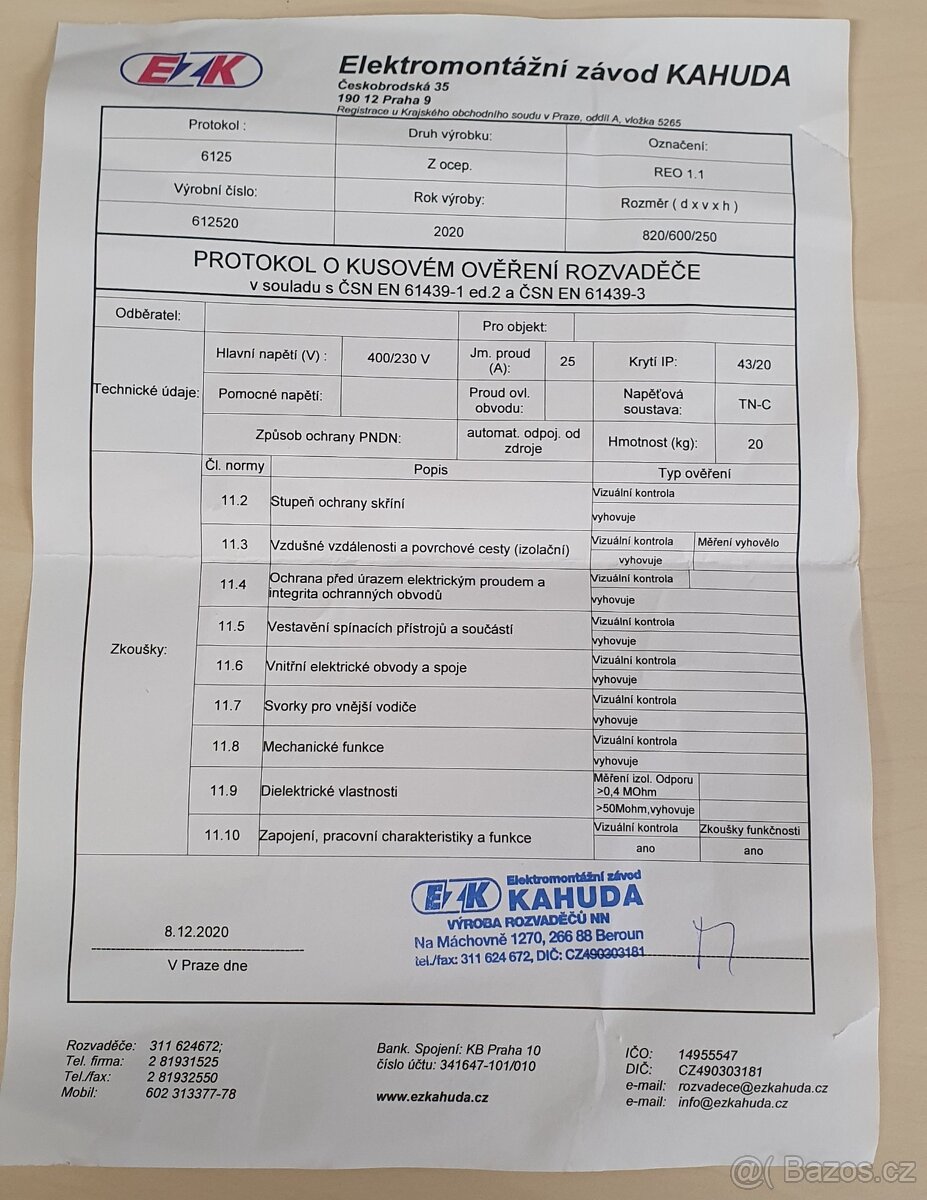 EZK
Elektromontážní závod KAHUDA
Českobrodská 35
190 12 Praha 9
Registrace u Krajského obchodního soudu v Praze, oddíl A, vložka 5265
Protokol : Druh výrobku: Označení:
6125 Z ocep. REO 1.1
Výrobní číslo: Rok výroby: Rozměr ( d x v x h )
612520 2020 820/600/250
PROTOKOL O KUSOVÉM OVĚŘENÍ ROZVADĚČE
v souladu s ČSN EN 61439-1 ed.2 a ČSN EN 61439-3
Odběratel: Pro objekt:
Technické údaje:
Hlavní napětí (V) : 400/230 V Jm. proud (A): 25 Krytí IP: 43/20
Pomocné napětí: Proud ovl. obvodu: Napěťová soustava: TN-C
Způsob ochrany PNDN: automat. odpoj. od zdroje Hmotnost (kg): 20
Zkoušky:
Čl. normy Popis Typ ověření
11.2 Stupeň ochrany skříní Vizuální kontrola
vyhovuje
11.3 Vzdušné vzdálenosti a povrchové cesty (izolační) Vizuální kontrola Měření vyhovělo
vyhovuje
11.4 Ochrana před úrazem elektrickým proudem a integrita ochranných obvodů Vizuální kontrola
vyhovuje
11.5 Vestavění spínacích přístrojů a součástí Vizuální kontrola
vyhovuje
11.6 Vnitřní elektrické obvody a spoje Vizuální kontrola
vyhovuje
11.7 Svorky pro vnější vodiče Vizuální kontrola
vyhovuje
11.8 Mechanické funkce Vizuální kontrola
vyhovuje
11.9 Dielektrické vlastnosti Měření izol. Odporu >0,4 MOhm
>50Mohm,vyhovuje
11.10 Zapojení, pracovní charakteristiky a funkce Vizuální kontrola Zkoušky funkčnosti
ano ano
EZK Elektromontážní závod
KAHUDA
VÝROBA ROZVADĚČŮ NN
Na Máchovně 1270, 266 88 Beroun
tel./fax: 311 624 672, DIČ: CZ490303181
8.12.2020
V Praze dne
Rozvaděče: 311 624672;
Tel. firma: 2 81931525
Tel./fax: 2 81932550
Mobil: 602 313377-78
Bank. Spojení: KB Praha 10
číslo účtu: 341647-101/010
www.ezkahuda.cz
IČO: 14955547
DIČ: CZ490303181
e-mail: rozvadece@ezkahuda.cz
e-mail: info@ezkahuda.cz
@( Bazos.cz